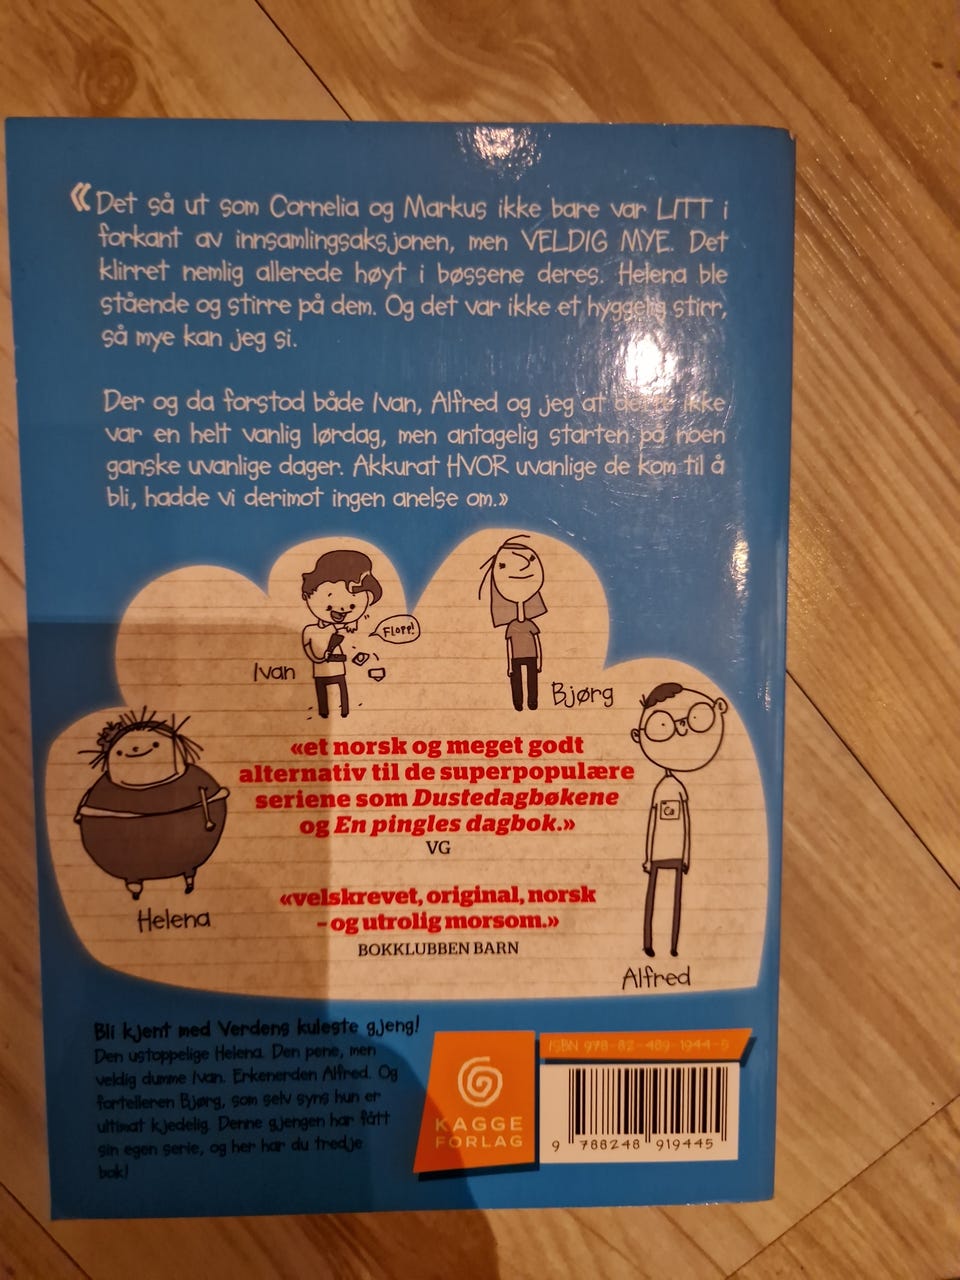 «Det så ut som Cornelia og Markus ikke bare var LITT i
forkant av innsamlingsaksjonen, men VELDIG MYE. Det
klirret nemlig allerede høyt i bøssene deres. Helena ble
stående og stirre på dem. Og det var ikke et hyggelig stirr,
så mye kan jeg si.
Der og da forstod både Ivan, Alfred og jeg at ikke
var en helt vanlig lørdag, men antagelig starten på noen
ganske uvanlige dager. Akkurat HVOR uvanlige de kom til å
bli, hadde vi derimot ingen anelse om.»
FLOPP!
Ivan
Bjørg
«et norsk og meget godt
alternativ til de superpopulære
seriene som Dustedagbøkene
og En pingles dagbok.»
VG
Ca
«velskrevet, original, norsk
– og utrolig morsom.»
BOKKLUBBEN BARN
Helena
Alfred
Bli kjent med Verdens kuleste gjeng!
Den ustoppelige Helena. Den pene, men
veldig dumme Ivan. Erkenerden Alfred. Og
fortelleren Bjørg, som selv syns hun er
ultimat kjedelig. Denne gjengen har fått
sin egen serie, og her har du tredje
bok!
KAGGE
FORLAG
ISBN 978-82-489-1944-5
9 788248 919445